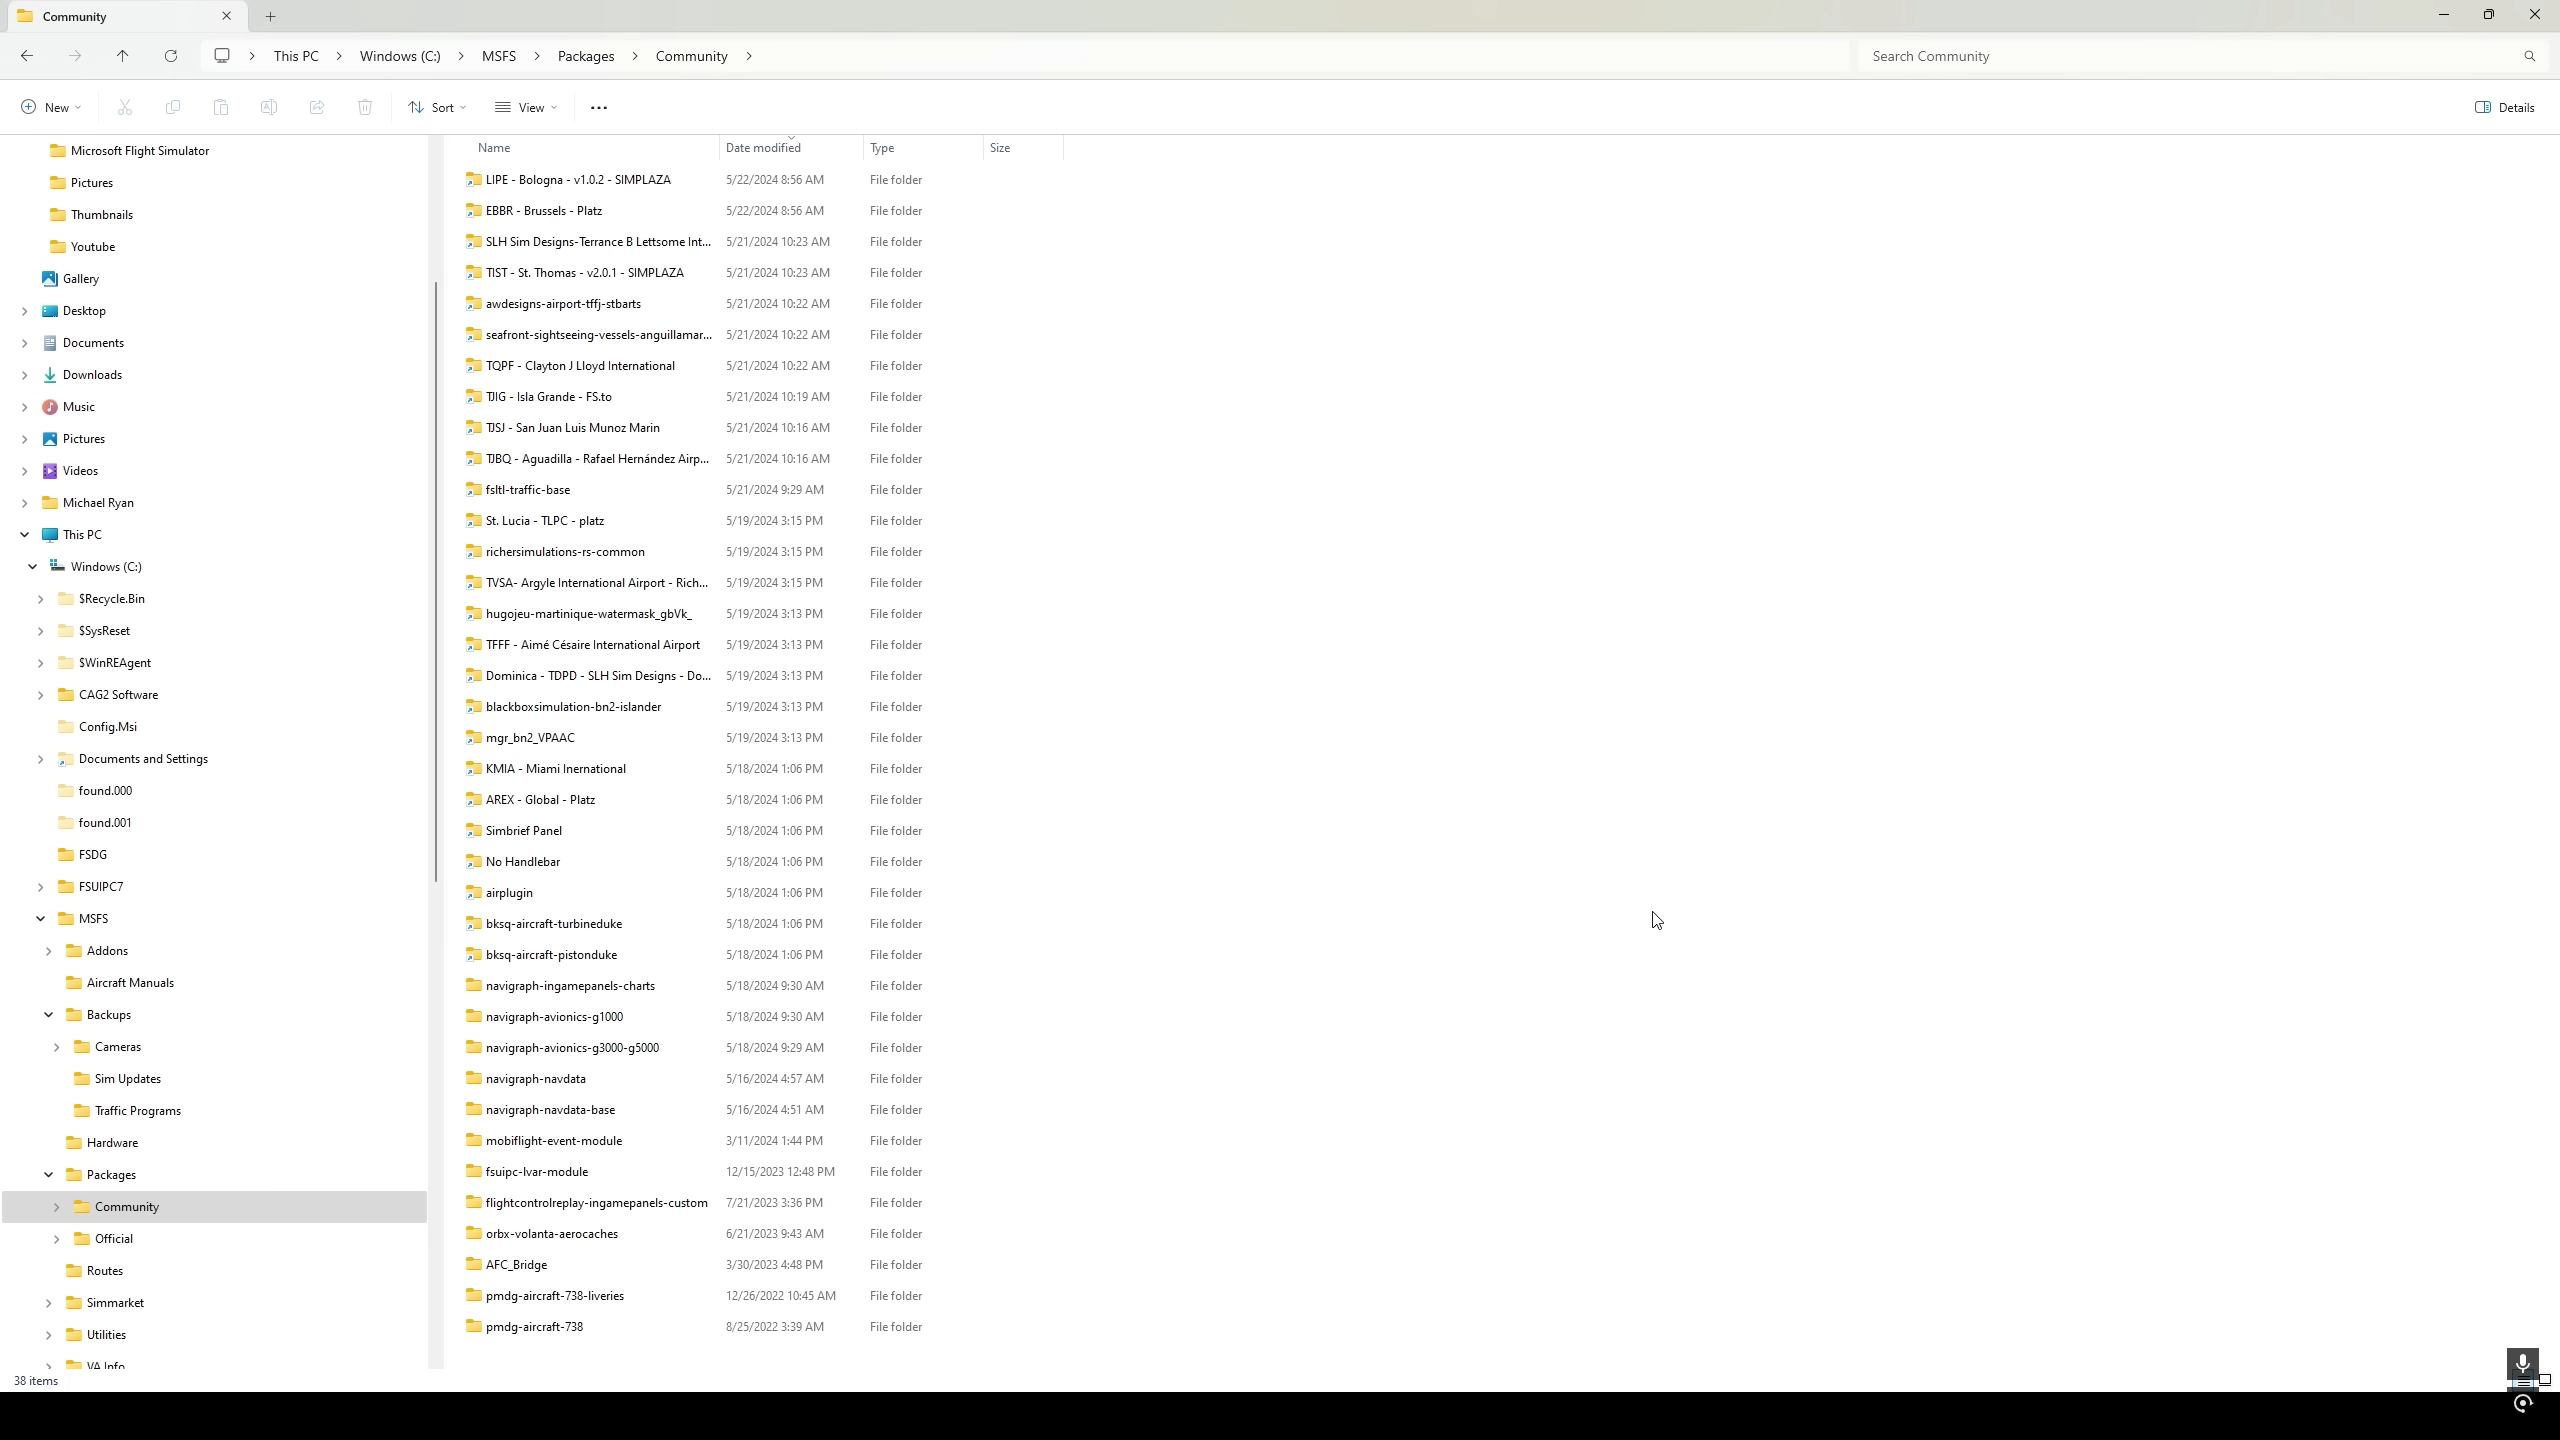 Community
This PC > Windows (C:) > MSFS > Packages > Community >
Search Community
New
Sort
View
Details
Microsoft Flight Simulator
Pictures
Thumbnails
Youtube
Gallery
Desktop
Documents
Downloads
Music
Pictures
Videos
Michael Ryan
This PC
Windows (C:)
$Recycle.Bin
$SysReset
$WinREAgent
CAG2 Software
Config.Msi
Documents and Settings
found.000
found.001
FSDG
FSUIPC7
MSFS
Addons
Aircraft Manuals
Backups
Cameras
Sim Updates
Traffic Programs
Hardware
Packages
Community
Official
Routes
Simmarket
Utilities
VA Info
Name Date modified Type Size
LIPE - Bologna - v1.0.2 - SIMPLAZA 5/22/2024 8:56 AM File folder
EBBR - Brussels - Platz 5/22/2024 8:56 AM File folder
SLH Sim Designs-Terrance B Lettsome Int... 5/21/2024 10:23 AM File folder
TIST - St. Thomas - v2.0.1 - SIMPLAZA 5/21/2024 10:23 AM File folder
awdesigns-airport-tffj-stbarts 5/21/2024 10:22 AM File folder
seafront-sightseeing-vessels-anguillamar... 5/21/2024 10:22 AM File folder
TQPF - Clayton J Lloyd International 5/21/2024 10:22 AM File folder
TJIG - Isla Grande - FS.to 5/21/2024 10:19 AM File folder
TJSJ - San Juan Luis Munoz Marin 5/21/2024 10:16 AM File folder
TJBQ - Aguadilla - Rafael Hernández Airp... 5/21/2024 10:16 AM File folder
fsltl-traffic-base 5/21/2024 9:29 AM File folder
St. Lucia - TLPC - platz 5/19/2024 3:15 PM File folder
richersimulations-rs-common 5/19/2024 3:15 PM File folder
TVSA- Argyle International Airport - Rich... 5/19/2024 3:15 PM File folder
hugojeu-martinique-watermask_gbVk_ 5/19/2024 3:13 PM File folder
TFFF - Aimé Césaire International Airport 5/19/2024 3:13 PM File folder
Dominica - TDPD - SLH Sim Designs - Do... 5/19/2024 3:13 PM File folder
blackboxsimulation-bn2-islander 5/19/2024 3:13 PM File folder
mgr_bn2_VPAAC 5/19/2024 3:13 PM File folder
KMIA - Miami Inernational 5/18/2024 1:06 PM File folder
AREX - Global - Platz 5/18/2024 1:06 PM File folder
Simbrief Panel 5/18/2024 1:06 PM File folder
No Handlebar 5/18/2024 1:06 PM File folder
airplugin 5/18/2024 1:06 PM File folder
bksq-aircraft-turbineduke 5/18/2024 1:06 PM File folder
bksq-aircraft-pistonduke 5/18/2024 1:06 PM File folder
navigraph-ingamepanels-charts 5/18/2024 9:30 AM File folder
navigraph-avionics-g1000 5/18/2024 9:30 AM File folder
navigraph-avionics-g3000-g5000 5/18/2024 9:29 AM File folder
navigraph-navdata 5/16/2024 4:57 AM File folder
navigraph-navdata-base 5/16/2024 4:51 AM File folder
mobiflight-event-module 3/11/2024 1:44 PM File folder
fsuipc-lvar-module 12/15/2023 12:48 PM File folder
flightcontrolreplay-ingamepanels-custom 7/21/2023 3:36 PM File folder
orbx-volanta-aerocaches 6/21/2023 9:43 AM File folder
AFC_Bridge 3/30/2023 4:48 PM File folder
pmdg-aircraft-738-liveries 12/26/2022 10:45 AM File folder
pmdg-aircraft-738 8/25/2022 3:39 AM File folder
38 items